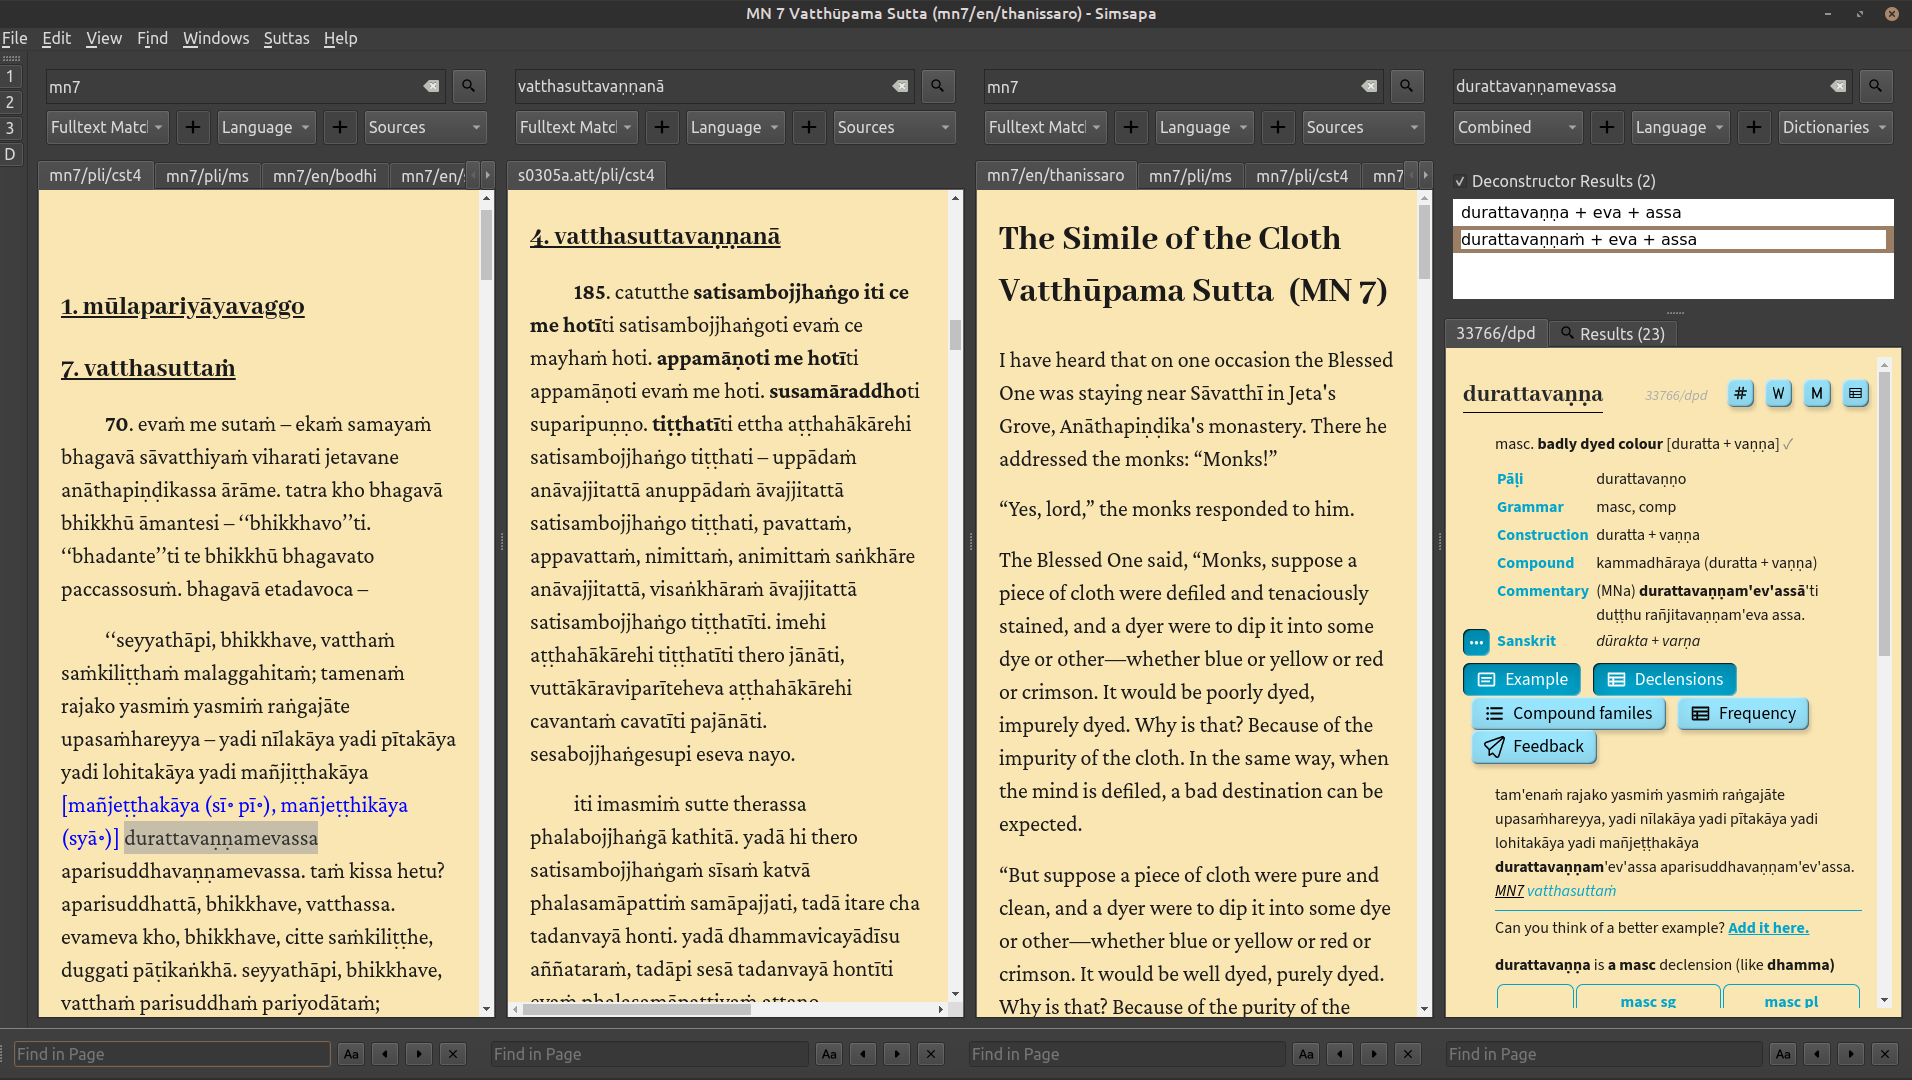 MN 7 Vatthūpama Sutta (mn7/en/thanissaro) - Simsapa
File Edit View Find Windows Suttas Help
1
2
3
D
mn7
Fulltext Matc
Language
Sources
mn7/pli/cst4
mn7/pli/ms
mn7/en/bodhi
mn7/en/
1. mūlapariyāyavaggo
7. vatthasuttaṁ
70. evaṁ me sutaṁ – ekaṁ samayaṁ
bhagavā sāvatthiyaṁ viharati jetavane
anāthapiṇḍikassa ārāme. tatra kho bhagavā
bhikkhū āmantesi – ‘‘bhikkhavo’’ti.
‘‘bhadante’’ti te bhikkhū bhagavato
paccassosuṁ. bhagavā etadavoca –
‘‘seyyathāpi, bhikkhave, vatthaṁ
saṁkiliṭṭhaṁ malaggahitaṁ; tamenaṁ
rajako yasmiṁ yasmiṁ raṅgajāte
upasaṁhareyya – yadi nīlakāya yadi pītakāya
yadi lohitakāya yadi mañjiṭṭhakāya
[mañjeṭṭhakāya (sī॰ pī॰), mañjeṭṭhikāya
(syā॰)] durattavaṇṇamevassa
aparisuddhavaṇṇamevassa. taṁ kissa hetu?
aparisuddhattā, bhikkhave, vatthassa.
evameva kho, bhikkhave, citte saṁkiliṭṭhe,
duggati pāṭikaṅkhā. seyyathāpi, bhikkhave,
vatthaṁ parisuddhaṁ pariyodātaṁ;
vatthasuttavaṇṇanā
Fulltext Matc
Language
Sources
s0305a.att/pli/cst4
4. vatthasuttavaṇṇanā
185. catutthe satisambojjhaṅgo iti ce
me hotīti satisambojjhaṅgoti evaṁ ce
mayhaṁ hoti. appamāṇoti me hotīti
appamāṇoti evaṁ me hoti. susamāraddhoti
suparipuṇṇo. tiṭṭhatīti ettha aṭṭhahākārehi
satisambojjhaṅgo tiṭṭhati – uppādaṁ
anāvajjitattā anuppādaṁ āvajjitattā
satisambojjhaṅgo tiṭṭhati, pavattaṁ,
appavattaṁ, nimittaṁ, animittaṁ saṅkhāre
anāvajjitattā, visaṅkhāraṁ āvajjitattā
satisambojjhaṅgo tiṭṭhatīti. imehi
aṭṭhahākārehi tiṭṭhatīti thero jānāti,
vuttākāraviparīteheva aṭṭhahākārehi
cavantaṁ cavatīti pajānāti.
sesabojjhaṅgesupi eseva nayo.
iti imasmiṁ sutte therassa
phalabojjhaṅgā kathitā. yadā hi thero
satisambojjhaṅgaṁ sīsaṁ katvā
phalasamāpattiṁ samāpajjati, tadā itare cha
tadanvayā honti. yadā dhammavicayādīsu
aññataraṁ, tadāpi sesā tadanvayā hontīti
evaṁ phalasamāpattiyaṁ attano
mn7
Fulltext Matc
Language
Sources
mn7/en/thanissaro
mn7/pli/ms
mn7/pli/cst4
mn7
The Simile of the Cloth
Vatthūpama Sutta (MN 7)
I have heard that on one occasion the Blessed
One was staying near Sāvatthī in Jeta's
Grove, Anāthapiṇḍika's monastery. There he
addressed the monks: “Monks!”
“Yes, lord,” the monks responded to him.
The Blessed One said, “Monks, suppose a
piece of cloth were defiled and tenaciously
stained, and a dyer were to dip it into some
dye or other—whether blue or yellow or red
or crimson. It would be poorly dyed,
impurely dyed. Why is that? Because of the
impurity of the cloth. In the same way, when
the mind is defiled, a bad destination can be
expected.
“But suppose a piece of cloth were pure and
clean, and a dyer were to dip it into some dye
or other—whether blue or yellow or red or
crimson. It would be well dyed, purely dyed.
Why is that? Because of the purity of the
durattavaṇṇamevassa
Combined
Language
Dictionaries
Deconstructor Results (2)
durattavaṇṇa + eva + assa
durattavaṇṇaṁ + eva + assa
33766/dpd
Results (23)
durattavaṇṇa 33766/dpd # W M
masc. badly dyed colour [duratta + vaṇṇa] ✓
Pāḷi durattavaṇṇo
Grammar masc, comp
Construction duratta + vaṇṇa
Compound kammadhāraya (duratta + vaṇṇa)
Commentary (MNa) durattavaṇṇam'ev'assā'ti
duṭṭhu rañjitavaṇṇam'eva assa.
Sanskrit dūrakta + varṇa
Example Declensions
Compound familes Frequency
Feedback
tam'enaṁ rajako yasmiṁ yasmiṁ raṅgajāte
upasaṁhareyya, yadi nīlakāya yadi pītakāya yadi
lohitakāya yadi mañjeṭṭhakāya
durattavaṇṇam'ev'assa aparisuddhavaṇṇam'ev'assa.
MN7 vatthasuttaṁ
Can you think of a better example? Add it here.
durattavaṇṇa is a masc declension (like dhamma)
masc sg masc pl
Find in Page Aa
Find in Page Aa
Find in Page Aa
Find in Page Aa